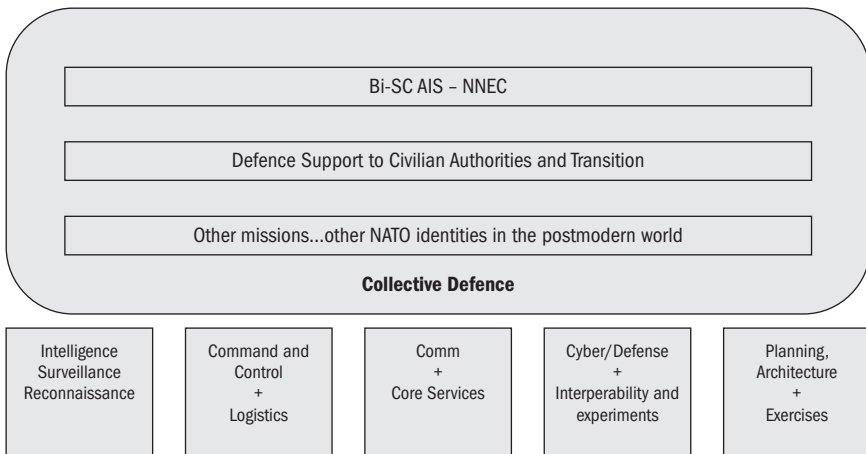 Bi-SC AIS – NNEC
Defence Support to Civilian Authorities and Transition
Other missions...other NATO identities in the postmodern world
Collective Defence
Intelligence
Surveillance
Reconnaissance
Command and
Control
+
Logistics
Comm
+
Core Services
Cyber/Defense
+
Interperability and
experiments
Planning,
Architecture
+
Exercises